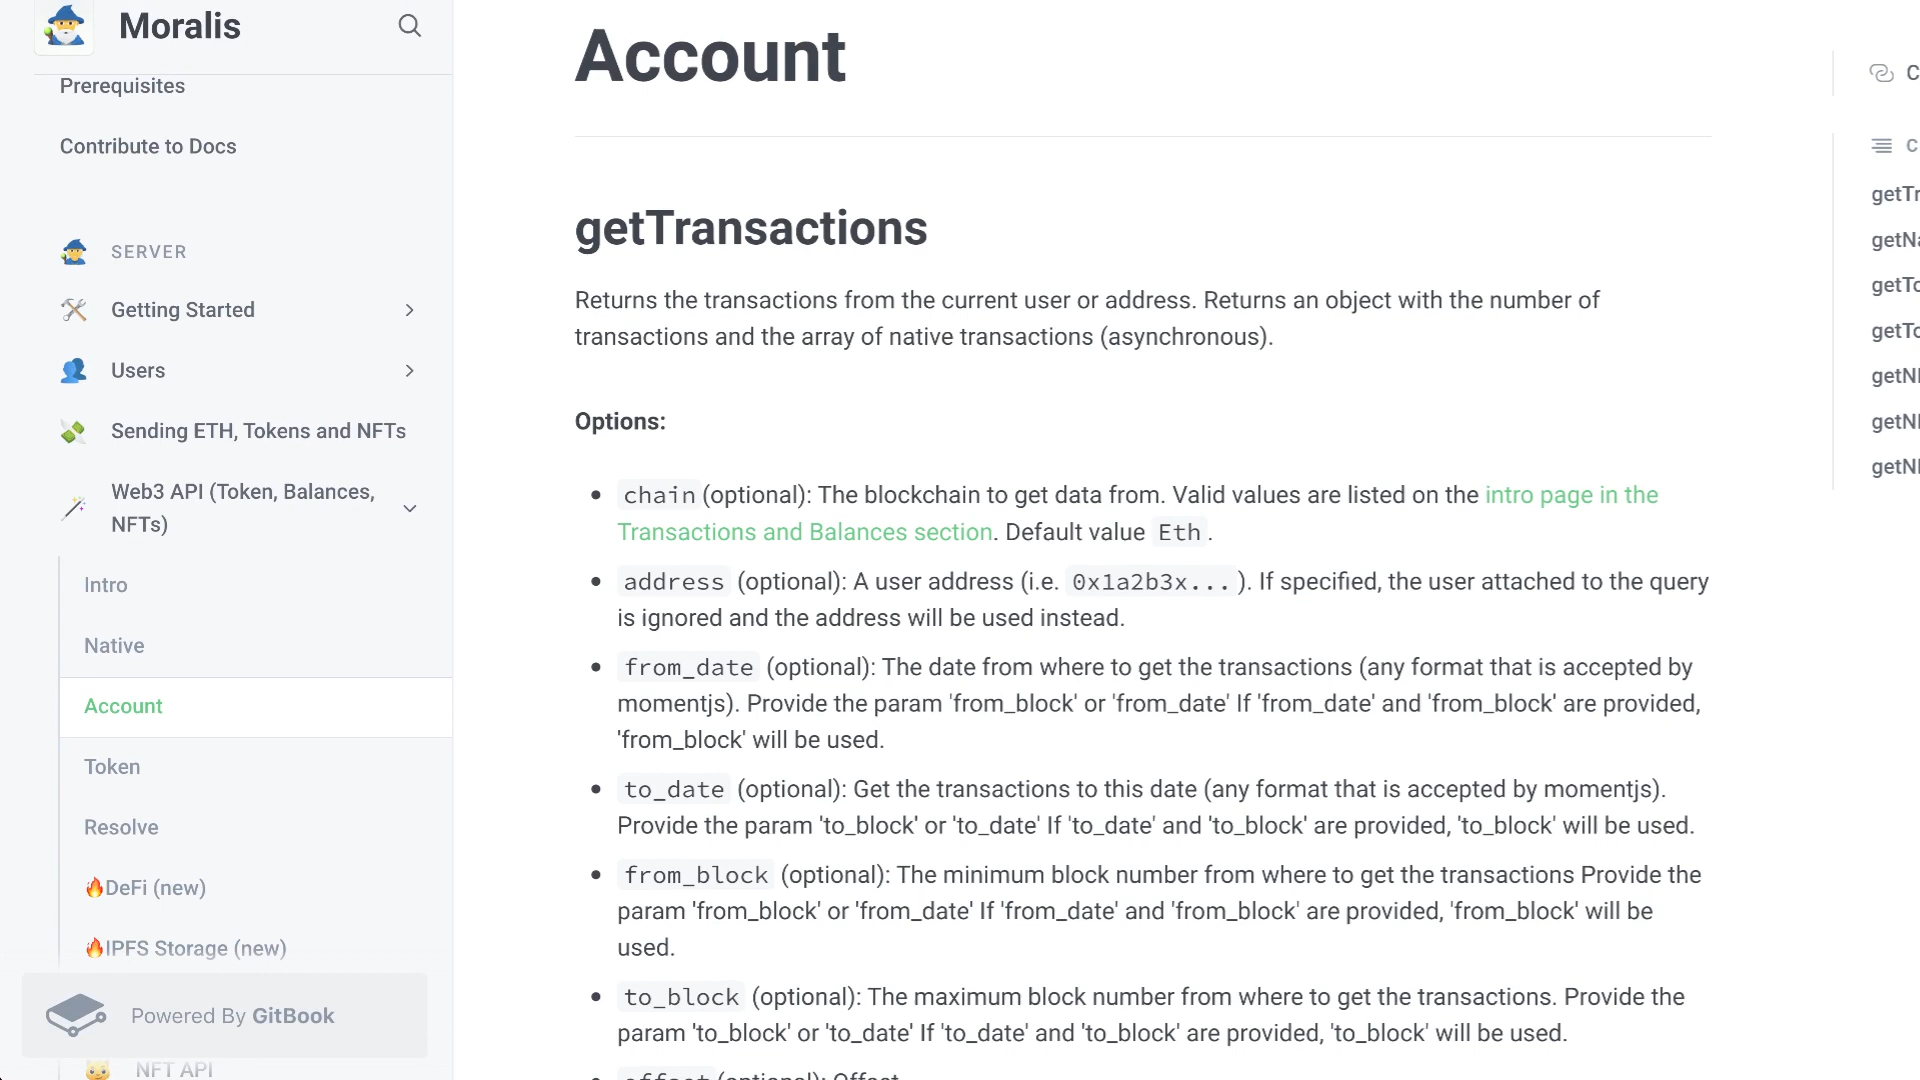 Moralis
Prerequisites
Contribute to Docs
SERVER
Getting Started
Users
Sending ETH, Tokens and NFTs
Web3 API (Token, Balances,
NFTs)
Intro
Native
Account
Token
Resolve
🔥DeFi (new)
🔥IPFS Storage (new)
Powered By GitBook
NFT API
Account
getTransactions
Returns the transactions from the current user or address. Returns an object with the number of
transactions and the array of native transactions (asynchronous).
Options:
• chain (optional): The blockchain to get data from. Valid values are listed on the intro page in the
Transactions and Balances section. Default value Eth.
• address (optional): A user address (i.e. 0x1a2b3x...). If specified, the user attached to the query
is ignored and the address will be used instead.
• from_date (optional): The date from where to get the transactions (any format that is accepted by
momentjs). Provide the param 'from_block' or 'from_date' If 'from_date' and 'from_block' are provided,
'from_block' will be used.
• to_date (optional): Get the transactions to this date (any format that is accepted by momentjs).
Provide the param 'to_block' or 'to_date' If 'to_date' and 'to_block' are provided, 'to_block' will be used.
• from_block (optional): The minimum block number from where to get the transactions Provide the
param 'from_block' or 'from_date' If 'from_date' and 'from_block' are provided, 'from_block' will be
used.
• to_block (optional): The maximum block number from where to get the transactions. Provide the
param 'to_block' or 'to_date' If 'to_date' and 'to_block' are provided, 'to_block' will be used.
• offset (optional): Offset
C
C
getTr
getNa
getTo
getTo